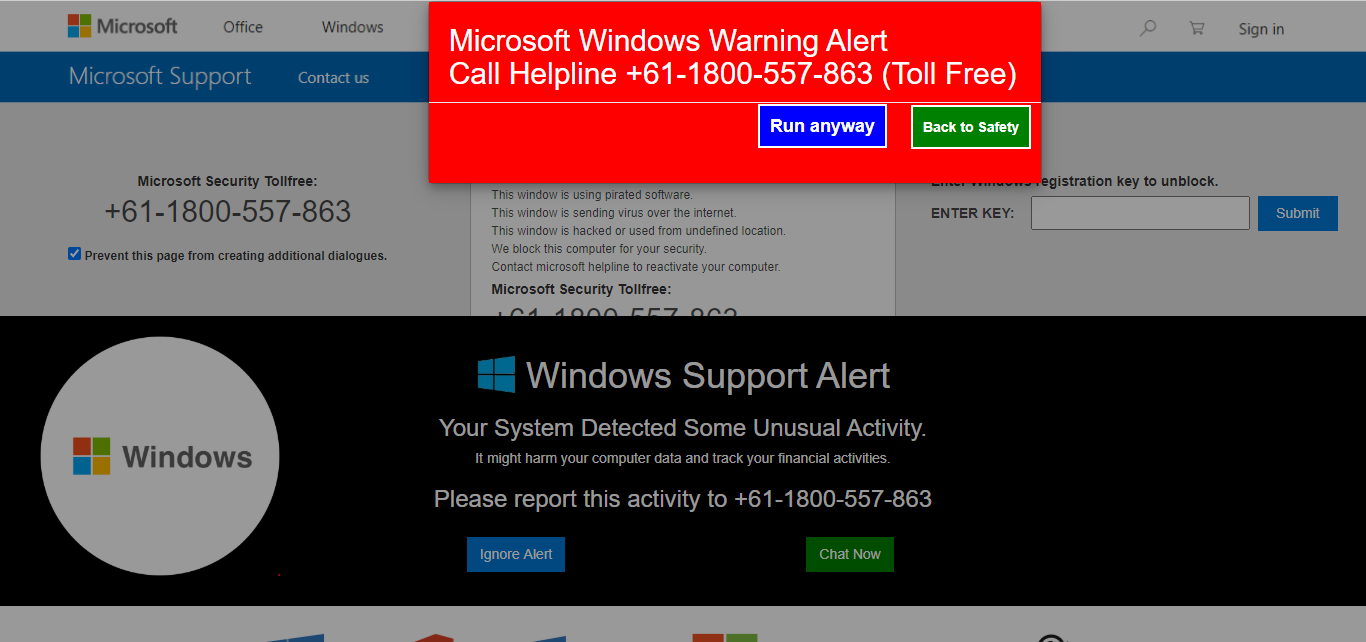 Microsoft
Office
Windows
Sign in
Microsoft Windows Warning Alert
Call Helpline +61-1800-557-863 (Toll Free)
Run anyway
Back to Safety
Microsoft Support
Contact us
Microsoft Security Tollfree:
+61-1800-557-863
Prevent this page from creating additional dialogues.
This window is using pirated software.
This window is sending virus over the internet.
This window is hacked or used from undefined location.
We block this computer for your security.
Contact microsoft helpline to reactivate your computer.
Microsoft Security Tollfree:
+61-1800-557-863
Enter Windows registration key to unblock.
ENTER KEY:
Submit
Windows
Windows Support Alert
Your System Detected Some Unusual Activity.
It might harm your computer data and track your financial activities.
Please report this activity to +61-1800-557-863
Ignore Alert
Chat Now